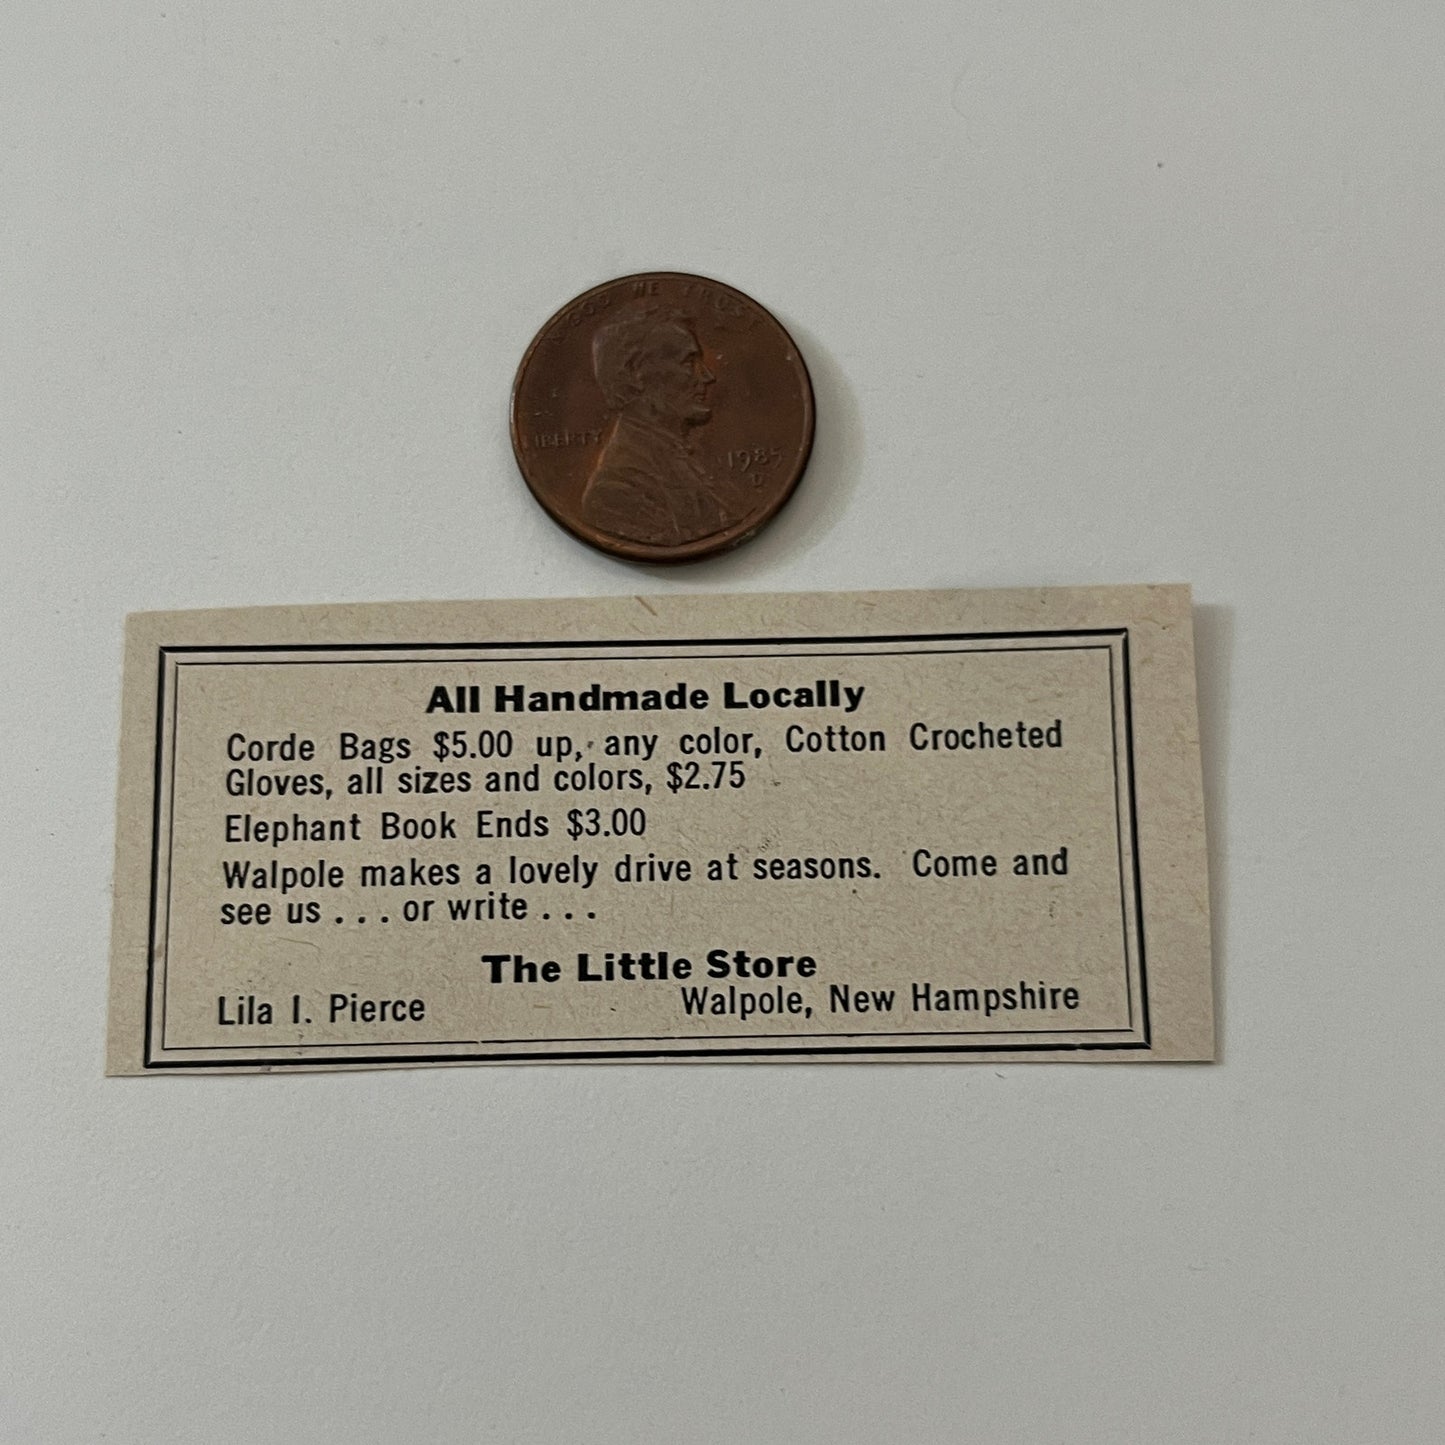 IN GOD WE TRUST
LIBERTY
1985
D
All Handmade Locally
Corde Bags $5.00 up, any color, Cotton Crocheted
Gloves, all sizes and colors, $2.75
Elephant Book Ends $3.00
Walpole makes a lovely drive at seasons. Come and
see us . . . or write . . .
The Little Store
Lila I. Pierce Walpole, New Hampshire